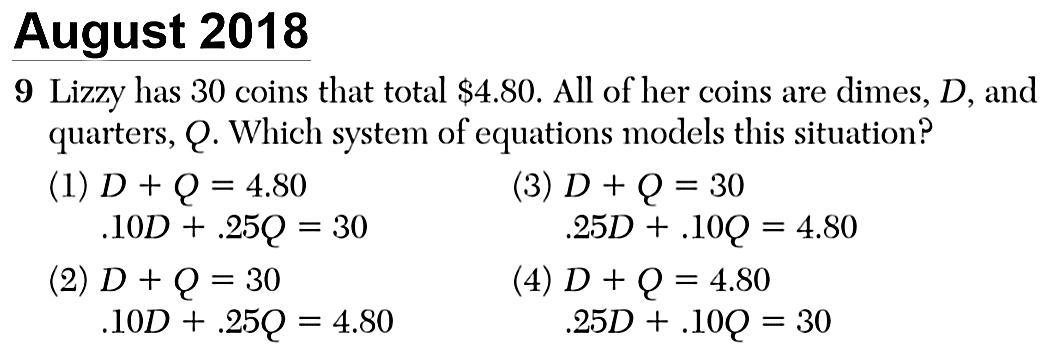 August 2018
9 Lizzy has 30 coins that total $4.80. All of her coins are dimes, D, and
quarters, Q. Which system of equations models this situation?
(1) D + Q = 4.80
.10D + .25Q = 30
(2) D + Q = 30
.10D + .25Q = 4.80
(3) D + Q = 30
.25D + .10Q = 4.80
(4) D + Q = 4.80
.25D + .10Q = 30